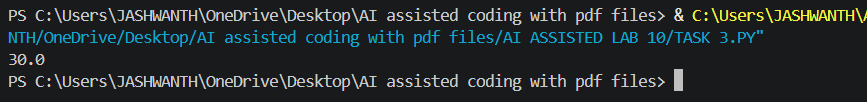 PS C:\Users\JASHWANTH\OneDrive\Desktop\AI assisted coding with pdf files> & C:\Users\JASHWANTH\A
NTH/OneDrive/Desktop/AI assisted coding with pdf files/AI ASSISTED LAB 10/TASK 3.PY"
30.0
PS C:\Users\JASHWANTH\OneDrive\Desktop\AI assisted coding with pdf files>